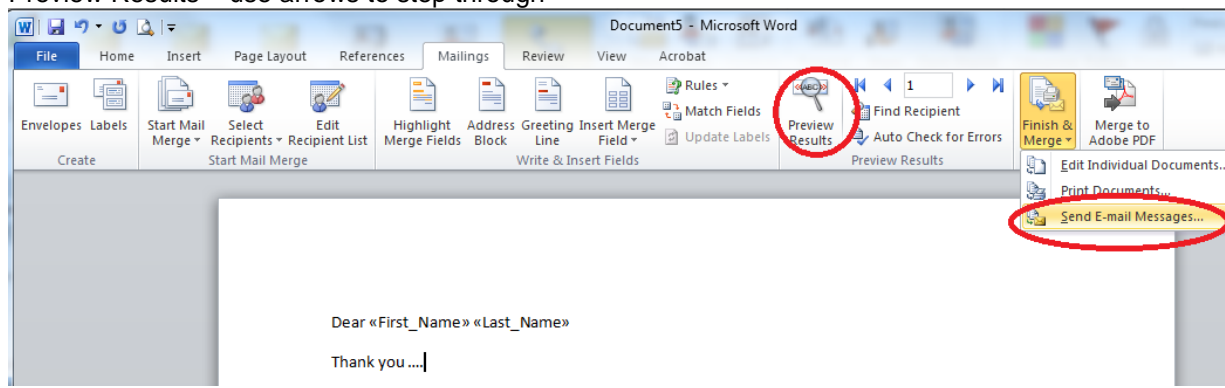 Preview Results – use arrows to step through
Document5 - Microsoft Word
File Home Insert Page Layout References Mailings Review View Acrobat
Envelopes Labels Start Mail Merge Select Recipients Edit Recipient List Highlight Merge Fields Address Block Greeting Line Insert Merge Field Rules Match Fields Update Labels Preview Results 1 Find Recipient Auto Check for Errors Finish & Merge Merge to Adobe PDF
Create Start Mail Merge Write & Insert Fields Preview Results
Edit Individual Documents...
Print Documents...
Send E-mail Messages...
Dear «First_Name» «Last_Name»
Thank you ....